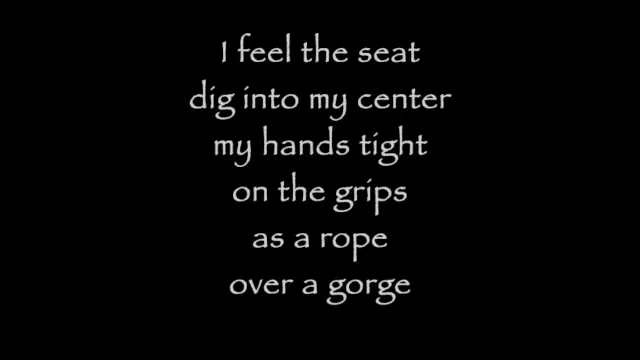 I feel the seat
dig into my center
my hands tight
on the grips
as a rope
over a gorge